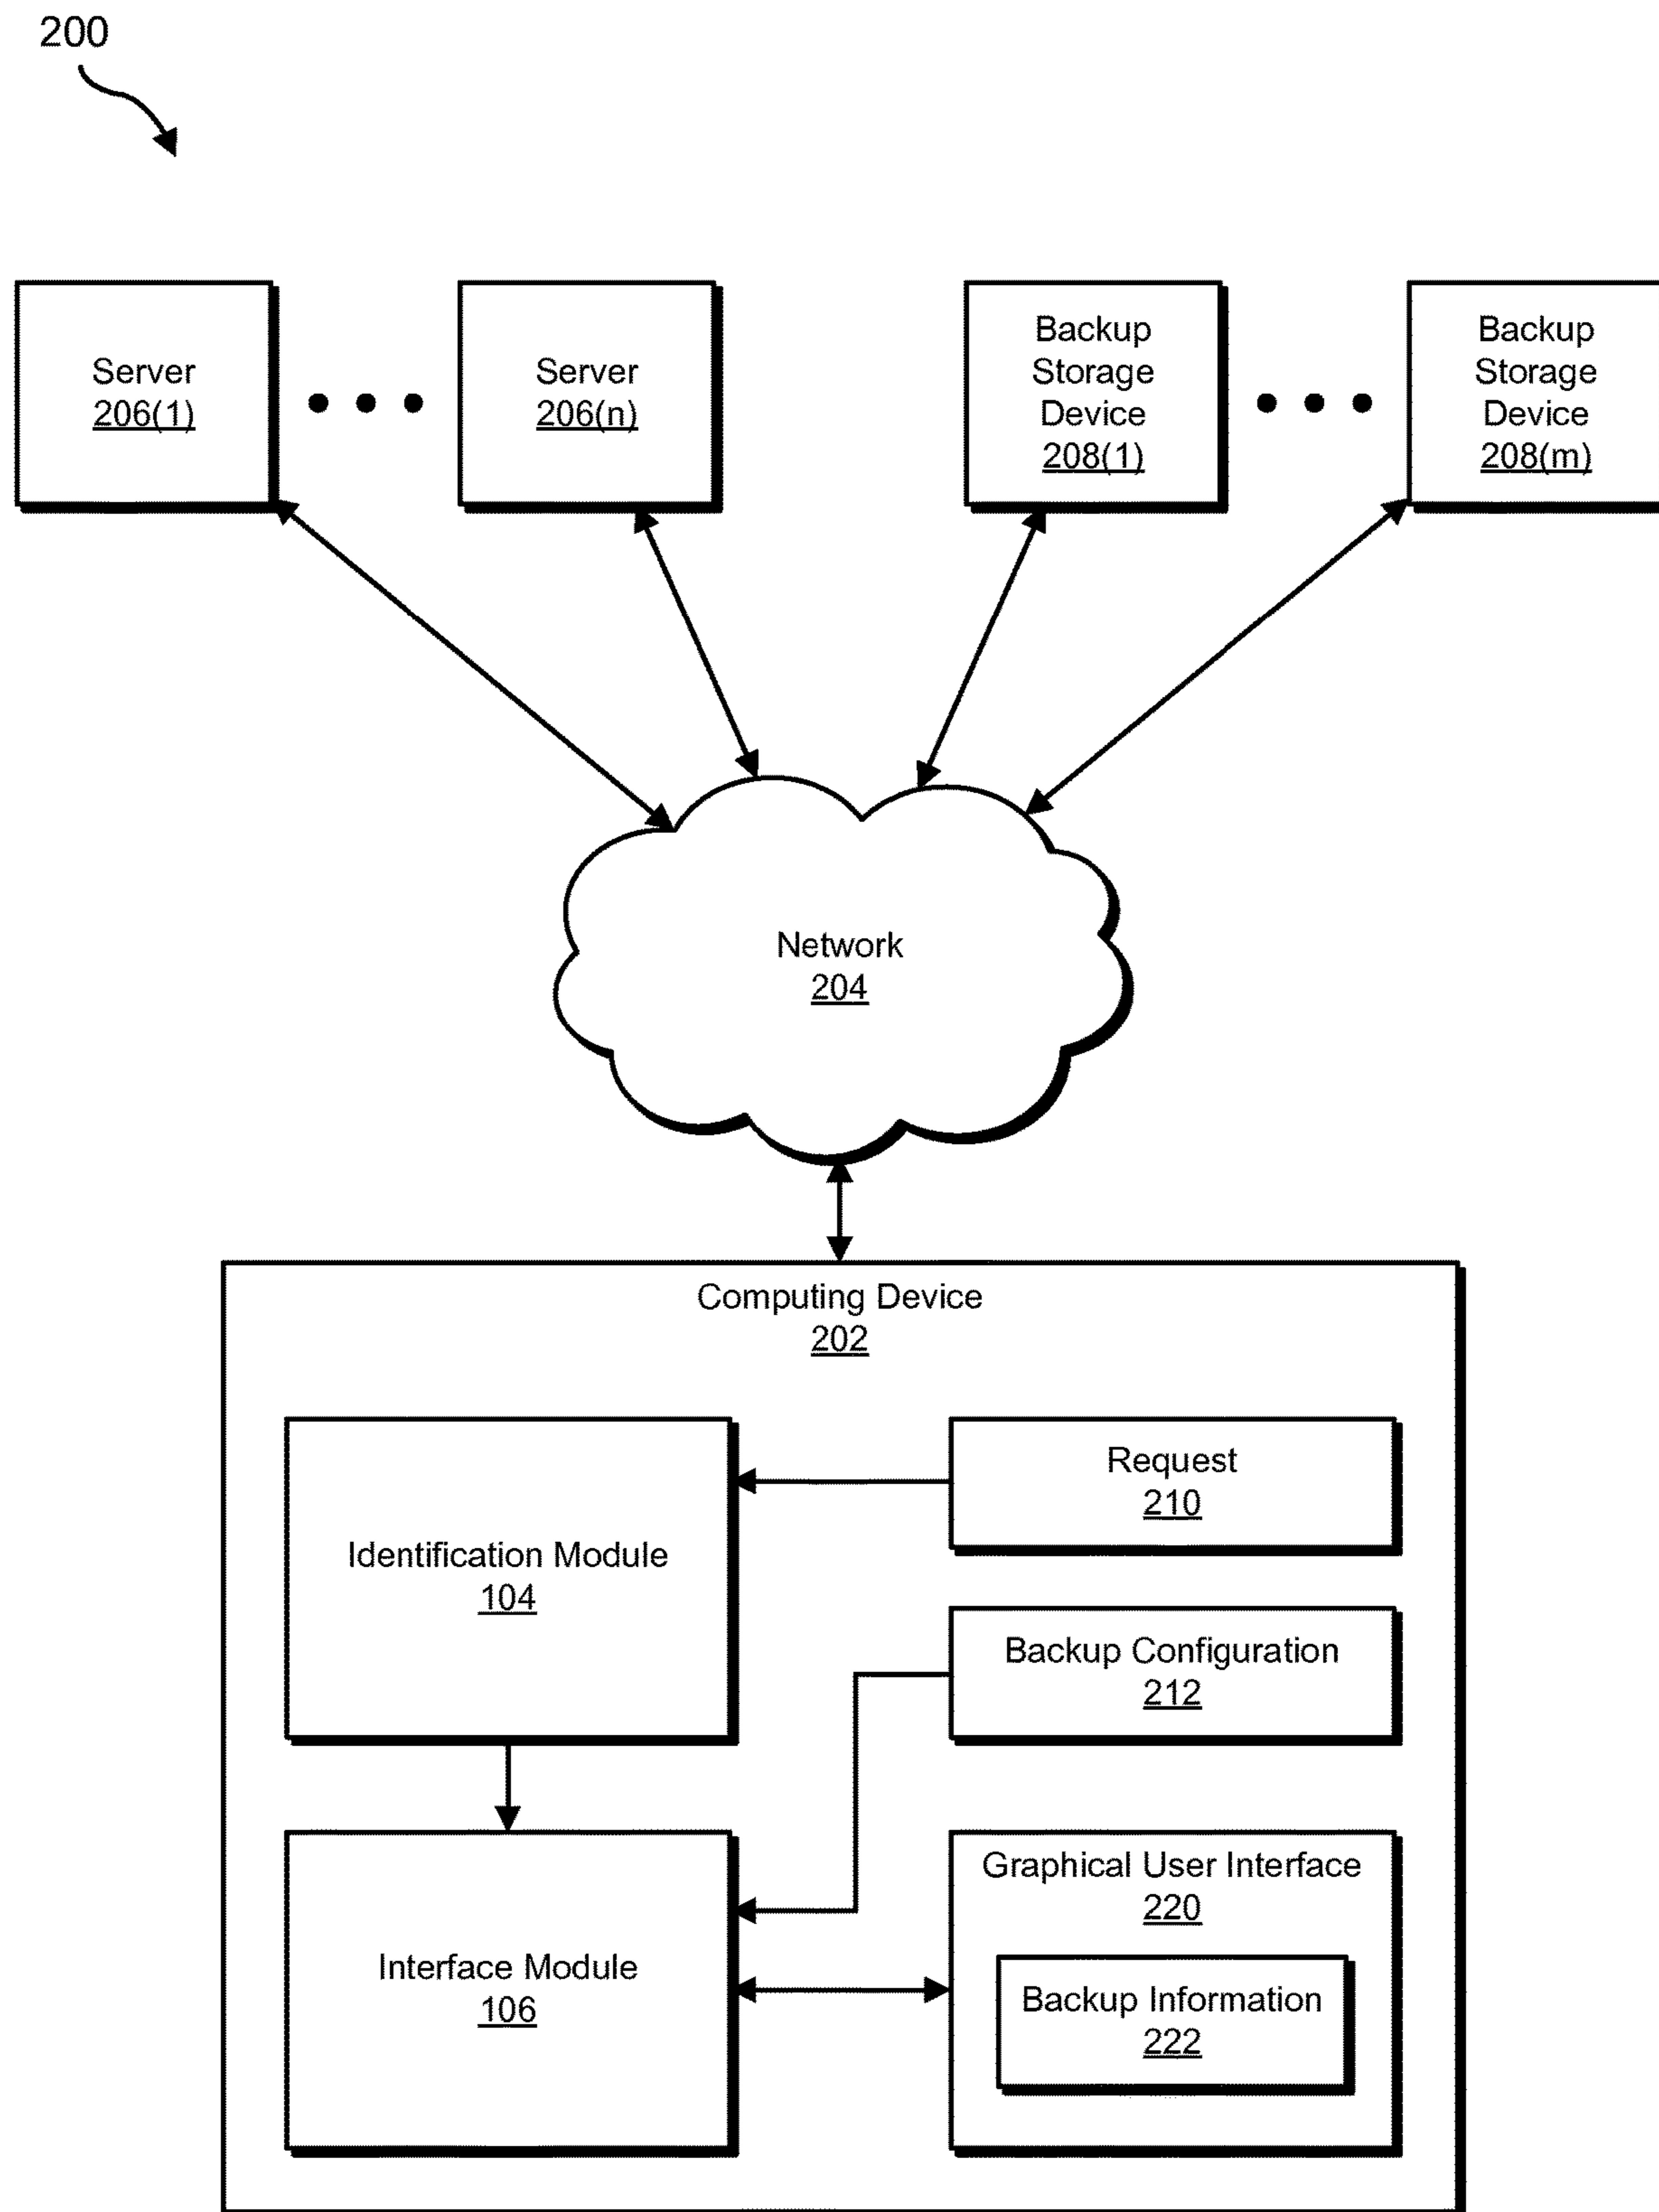 200
Server
206(1)
Server
206(n)
Backup
Storage
Device
208(1)
Backup
Storage
Device
208(m)
Network
204
Computing Device
202
Identification Module
104
Request
210
Backup Configuration
212
Interface Module
106
Graphical User Interface
220
Backup Information
222